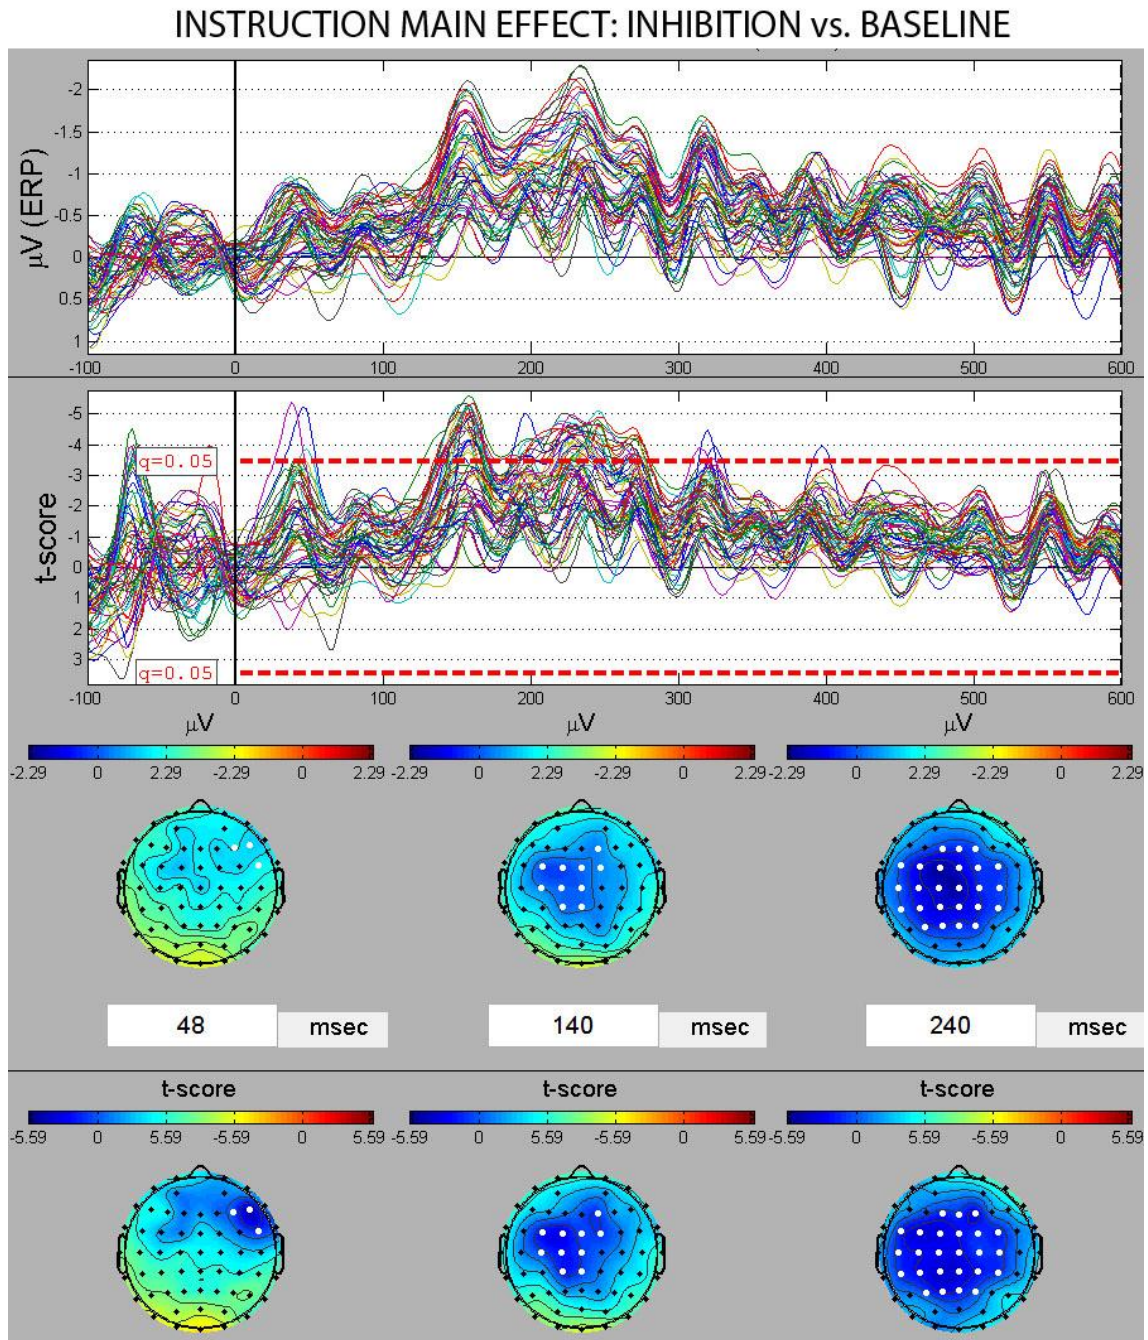 INSTRUCTION MAIN EFFECT: INHIBITION vs. BASELINE
μV (ERP)
-2
-1.5
-1
-0.5
0
0.5
1
-100 0 100 200 300 400 500 600
t-score
-5
-4
-3
-2
-1
0
1
2
3
q=0.05
q=0.05
-100 0 100 200 300 400 500 600
μV μV μV
-2.29 0 2.29 -2.29 0 2.29 -2.29 0 2.29 -2.29 0 2.29 -2.29 0 2.29 -2.29 0 2.29
48 msec 140 msec 240 msec
t-score t-score t-score
-5.59 0 5.59 -5.59 0 5.59 -5.59 0 5.59 -5.59 0 5.59 -5.59 0 5.59 -5.59 0 5.59